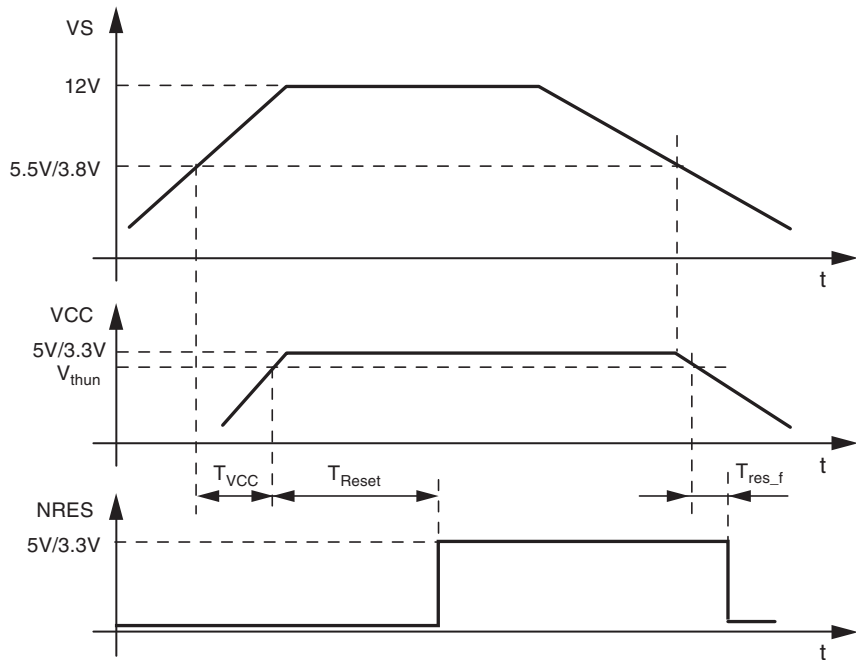 VS
12V
5.5V/3.8V
t
VCC
5V/3.3V
Vthun
t
TVCC
TReset
Tres_f
NRES
5V/3.3V
t